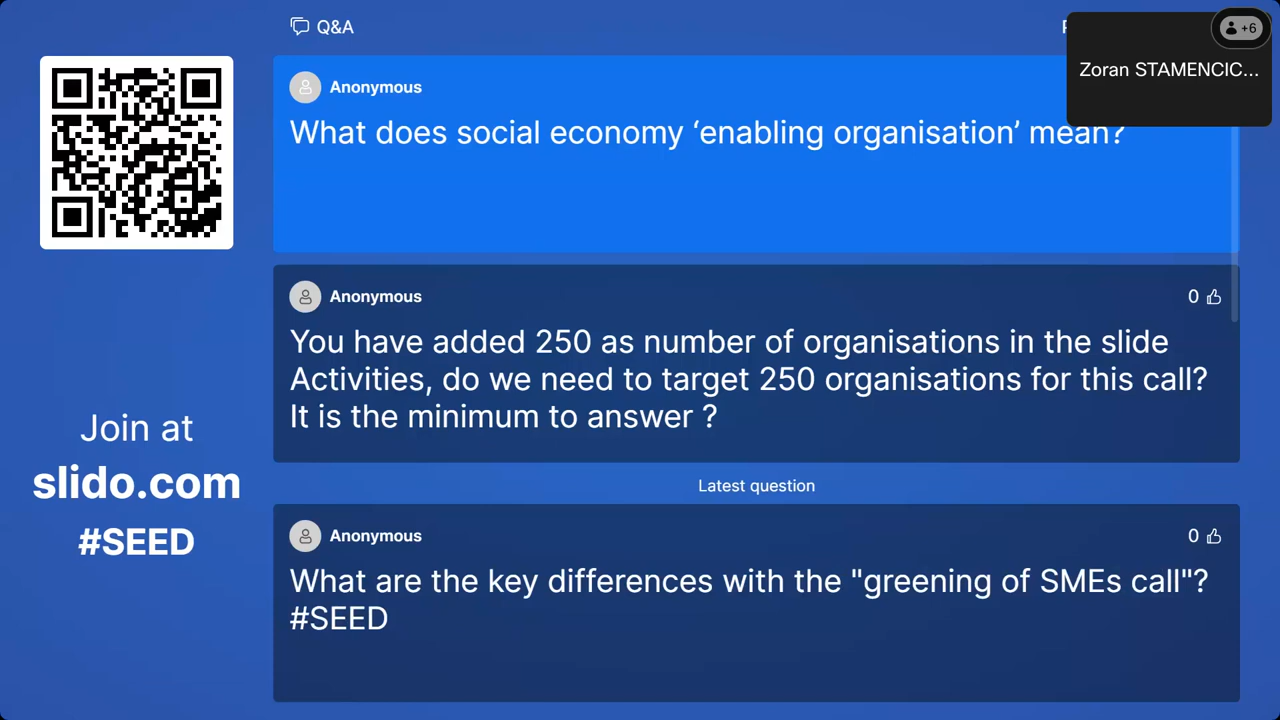 Q&A
+6
Zoran STAMENCIC...
Anonymous
What does social economy ‘enabling organisation’ mean?
Anonymous
0
You have added 250 as number of organisations in the slide
Activities, do we need to target 250 organisations for this call?
It is the minimum to answer ?
Join at
slido.com
#SEED
Latest question
Anonymous
0
What are the key differences with the "greening of SMEs call"?
#SEED